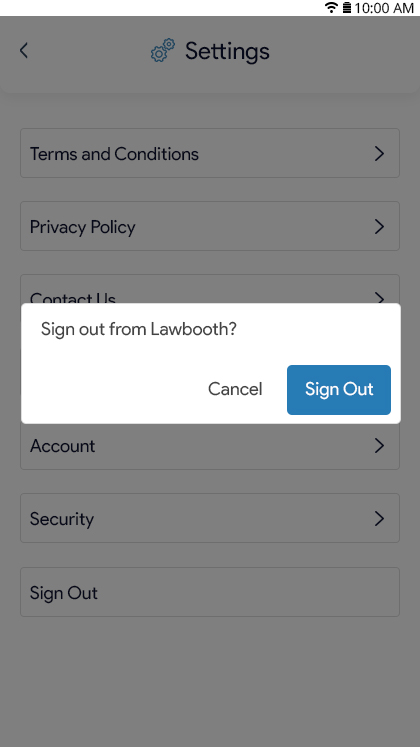 10:00 AM
Settings
Terms and Conditions
Privacy Policy
Contact Us
Sign out from Lawbooth?
Cancel
Sign Out
Account
Security
Sign Out